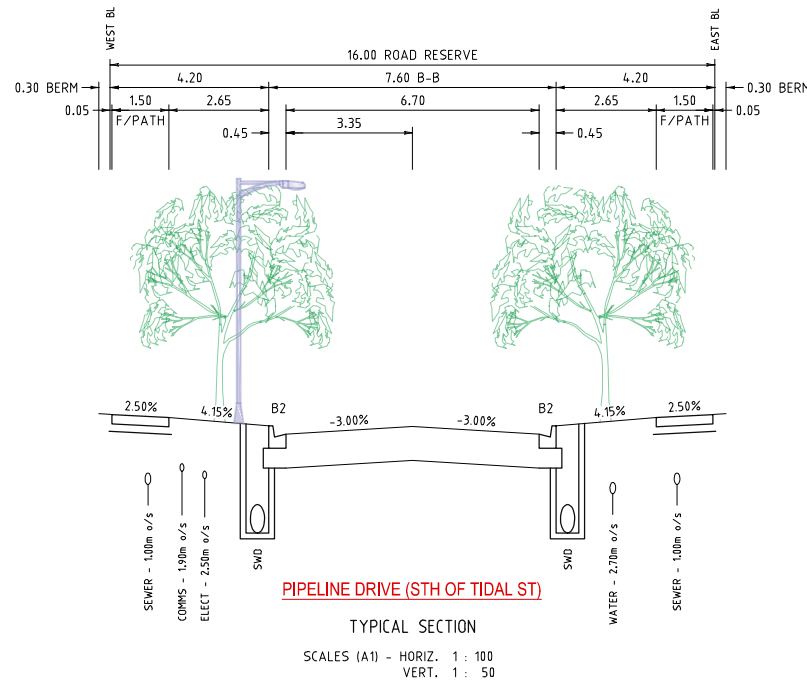 WEST BL
EAST BL
16.00 ROAD RESERVE
4.20
7.60 B-B
4.20
0.30 BERM
0.30 BERM
0.05
1.50
2.65
6.70
2.65
1.50
0.05
F/PATH
F/PATH
0.45
3.35
0.45
2.50%
4.15%
B2
-3.00%
-3.00%
B2
4.15%
2.50%
SEWER - 1.00m o/s
COMMS - 1.90m o/s
ELECT - 2.50m o/s
SWD
SWD
WATER - 2.70m o/s
SEWER - 1.00m o/s
PIPELINE DRIVE (STH OF TIDAL ST)
TYPICAL SECTION
SCALES (A1) - HORIZ. 1 : 100
VERT. 1 : 50